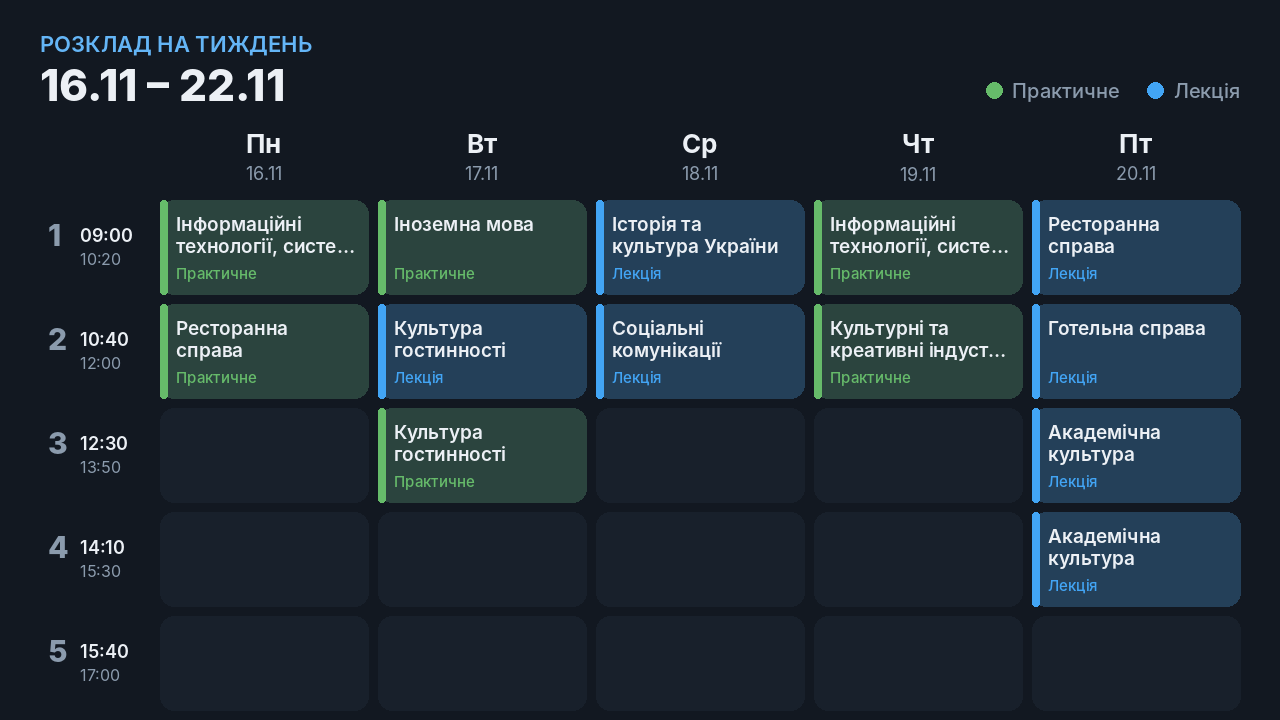 РОЗКЛАД НА ТИЖДЕНЬ
16.11 – 22.11
Практичне
Лекція
Пн
Вт
Ср
Чт
Пт
16.11
17.11
18.11
19.11
20.11
1
09:00
10:20
Інформаційні
технології, систе...
Практичне
Іноземна мова
Практичне
Історія та
культура України
Лекція
Інформаційні
технології, систе...
Практичне
Ресторанна
справа
Лекція
2
10:40
12:00
Ресторанна
справа
Практичне
Культура
гостинності
Лекція
Соціальні
комунікації
Лекція
Культурні та
креативні індуст...
Практичне
Готельна справа
Лекція
3
12:30
13:50
Культура
гостинності
Практичне
Академічна
культура
Лекція
4
14:10
15:30
Академічна
культура
Лекція
5
15:40
17:00